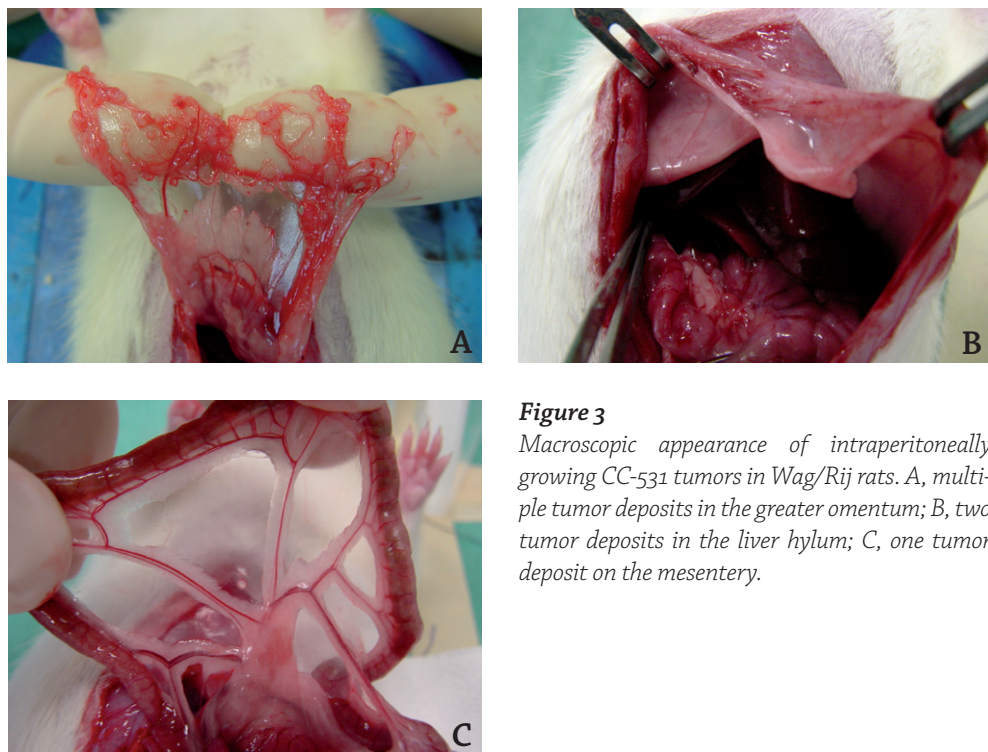 A
B
C
Figure 3
Macroscopic appearance of intraperitoneally
growing CC-531 tumors in Wag/Rij rats. A, multi-
ple tumor deposits in the greater omentum; B, two
tumor deposits in the liver hylum; C, one tumor
deposit on the mesentery.